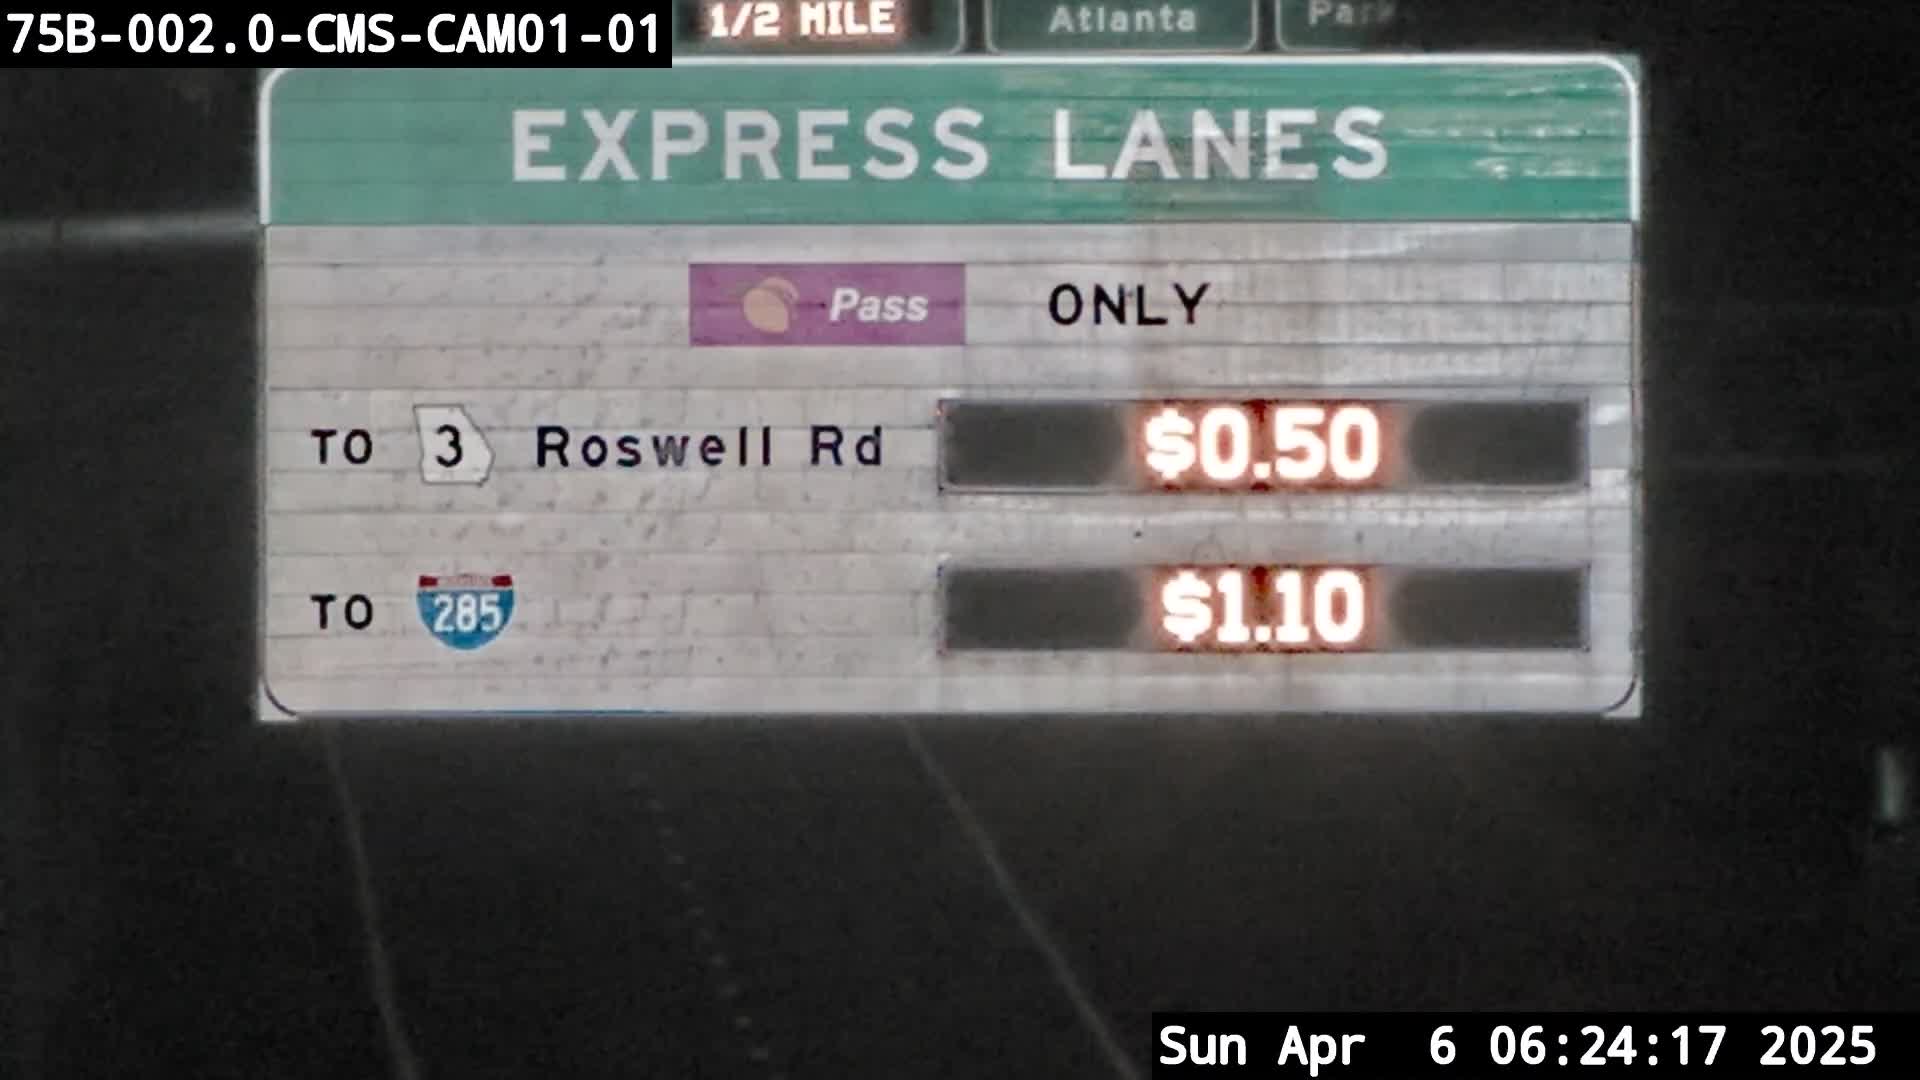 75B-002.0-CMS-CAM01-01
1/2 MILE
Atlanta
EXPRESS LANES
Pass ONLY
TO 3 Roswell Rd $0.50
TO 285 $1.10
Sun Apr 6 06:24:17 2025